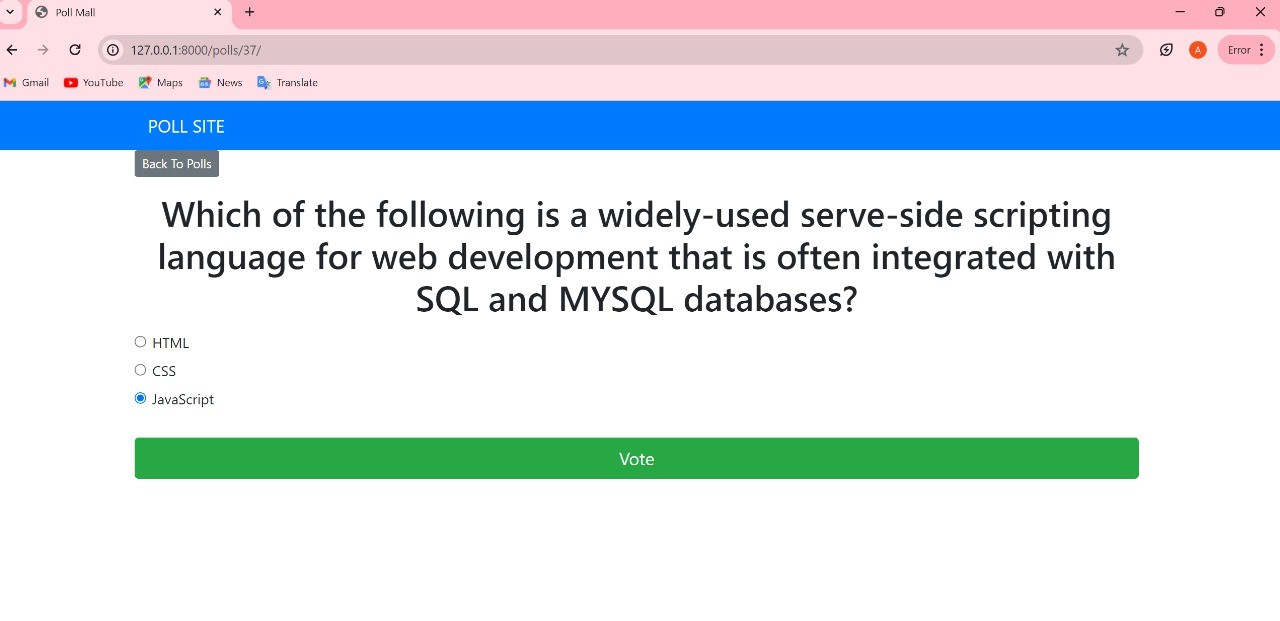 Poll Mall
127.0.0.1:8000/polls/37/
A
Error
Gmail
YouTube
Maps
News
Translate
POLL SITE
Back To Polls
Which of the following is a widely-used serve-side scripting
language for web development that is often integrated with
SQL and MYSQL databases?
HTML
CSS
JavaScript
Vote